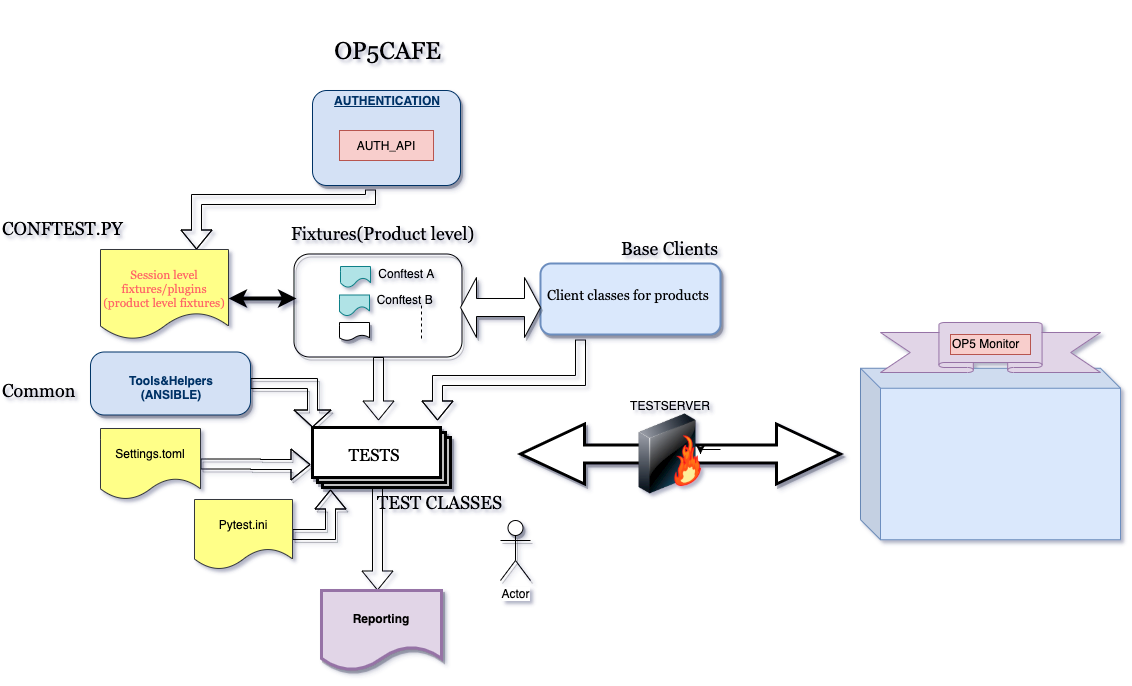 OP5CAFE
AUTHENTICATION
AUTH_API
CONFTEST.PY
Session level
fixtures/plugins
(product level fixtures)
Fixtures(Product level)
Conftest A
Conftest B
Base Clients
Client classes for products
OP5 Monitor
Common
Tools&Helpers
(ANSIBLE)
TESTSERVER
Settings.toml
TESTS
TEST CLASSES
Pytest.ini
Actor
Reporting